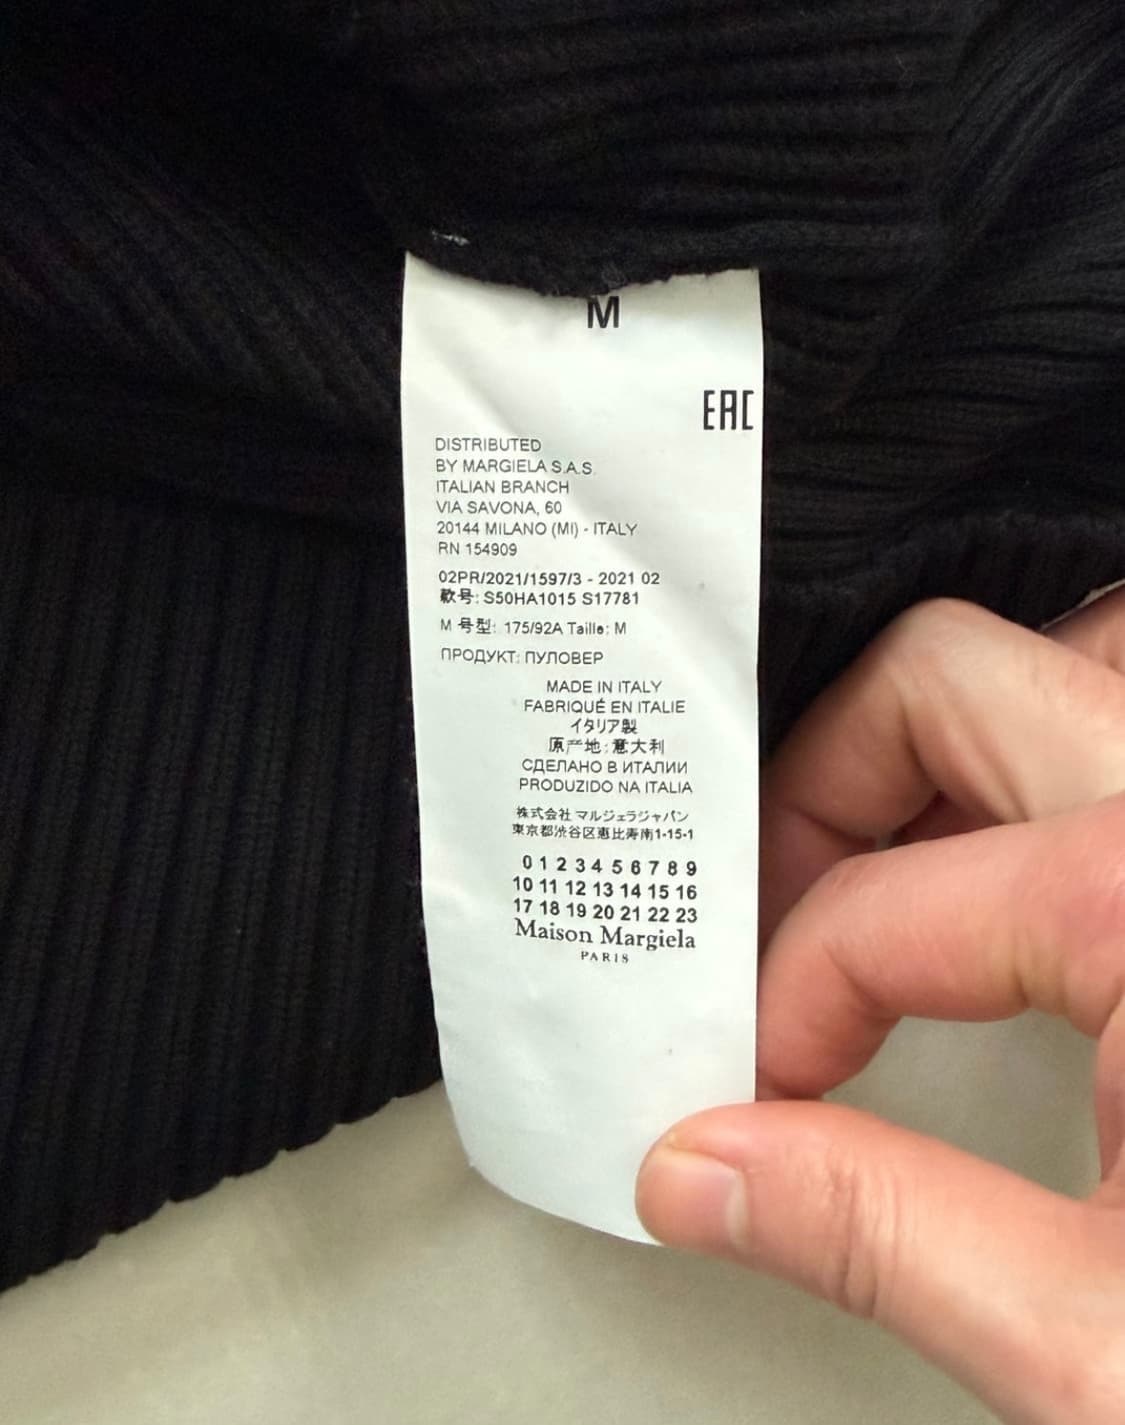 M
EAC
DISTRIBUTED
BY MARGIELA S.A.S.
ITALIAN BRANCH
VIA SAVONA, 60
20144 MILANO (MI) - ITALY
RN 154909
02PR/2021/1597/3 - 2021 02
款号: S50HA1015 S17781
M 号型: 175/92A Taille: M
ПРОДУКТ: ПУЛОВЕР
MADE IN ITALY
FABRIQUÉ EN ITALIE
イタリア製
原产地: 意大利
СДЕЛАНО В ИТАЛИИ
PRODUZIDO NA ITALIA
株式会社 マルジェラジャパン
東京都渋谷区恵比寿南1-15-1
0 1 2 3 4 5 6 7 8 9
10 11 12 13 14 15 16
17 18 19 20 21 22 23
Maison Margiela
PARIS